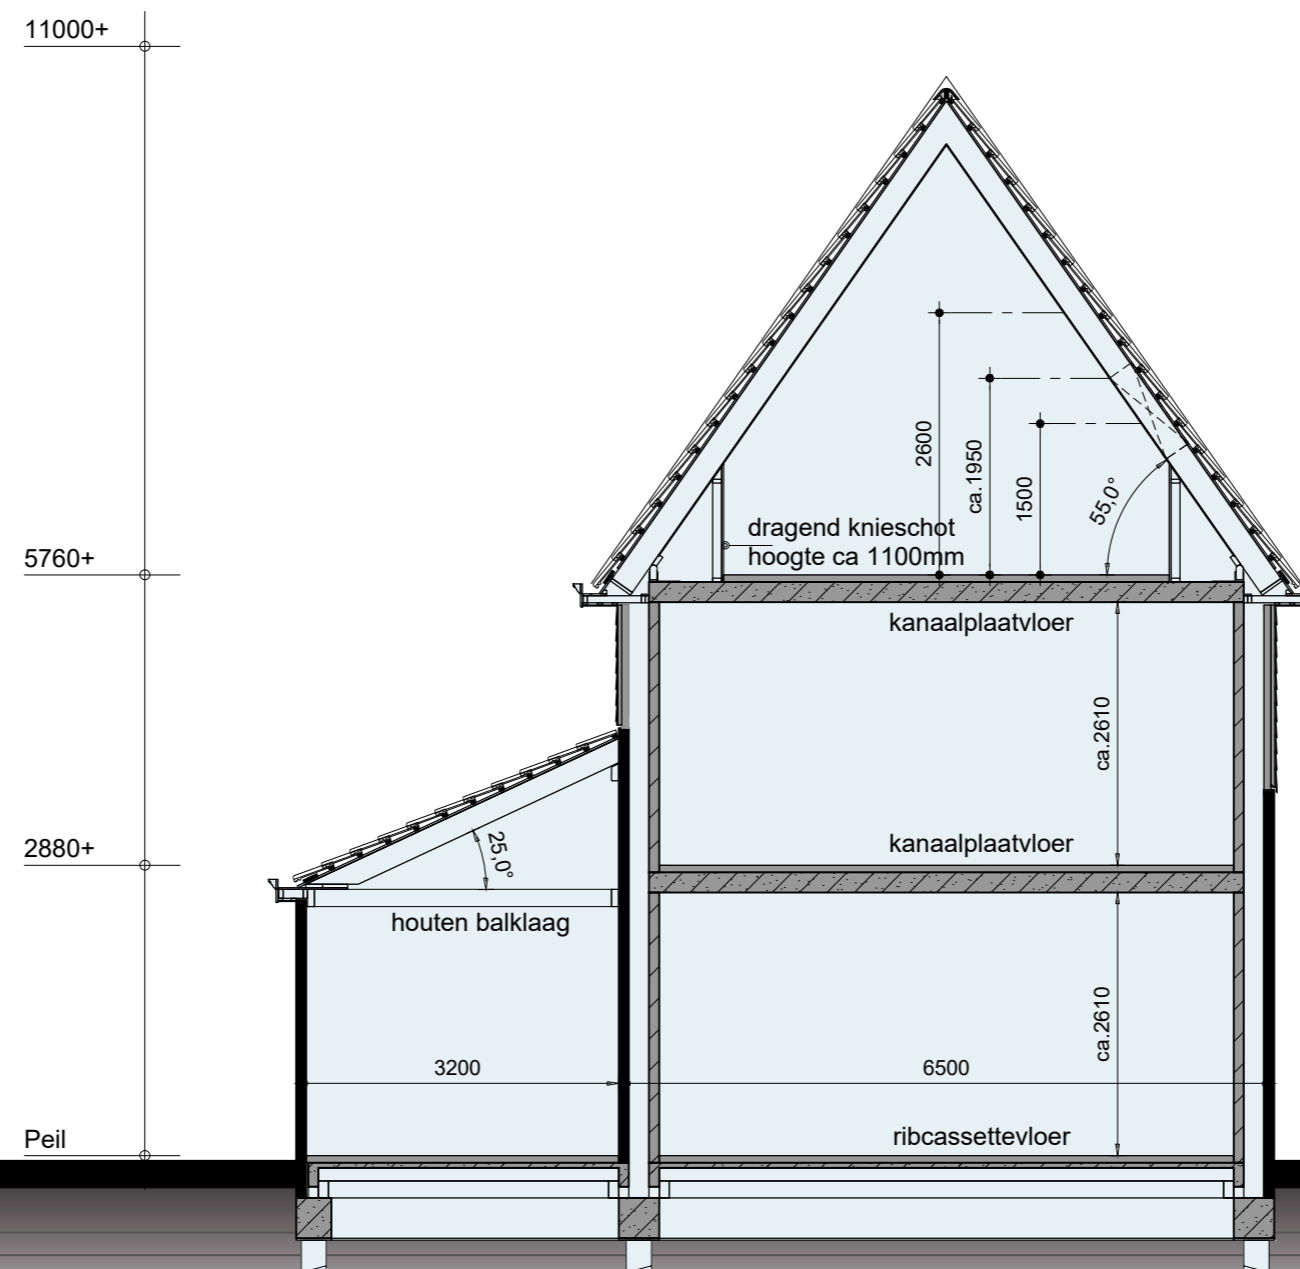 11000+
2600
ca.1950
1500
55,0°
dragend knieschot
hoogte ca 1100mm
5760+
kanaalplaatvloer
ca.2610
25,0°
kanaalplaatvloer
2880+
houten balklaag
ca.2610
3200
6500
Peil
ribcassettevloer